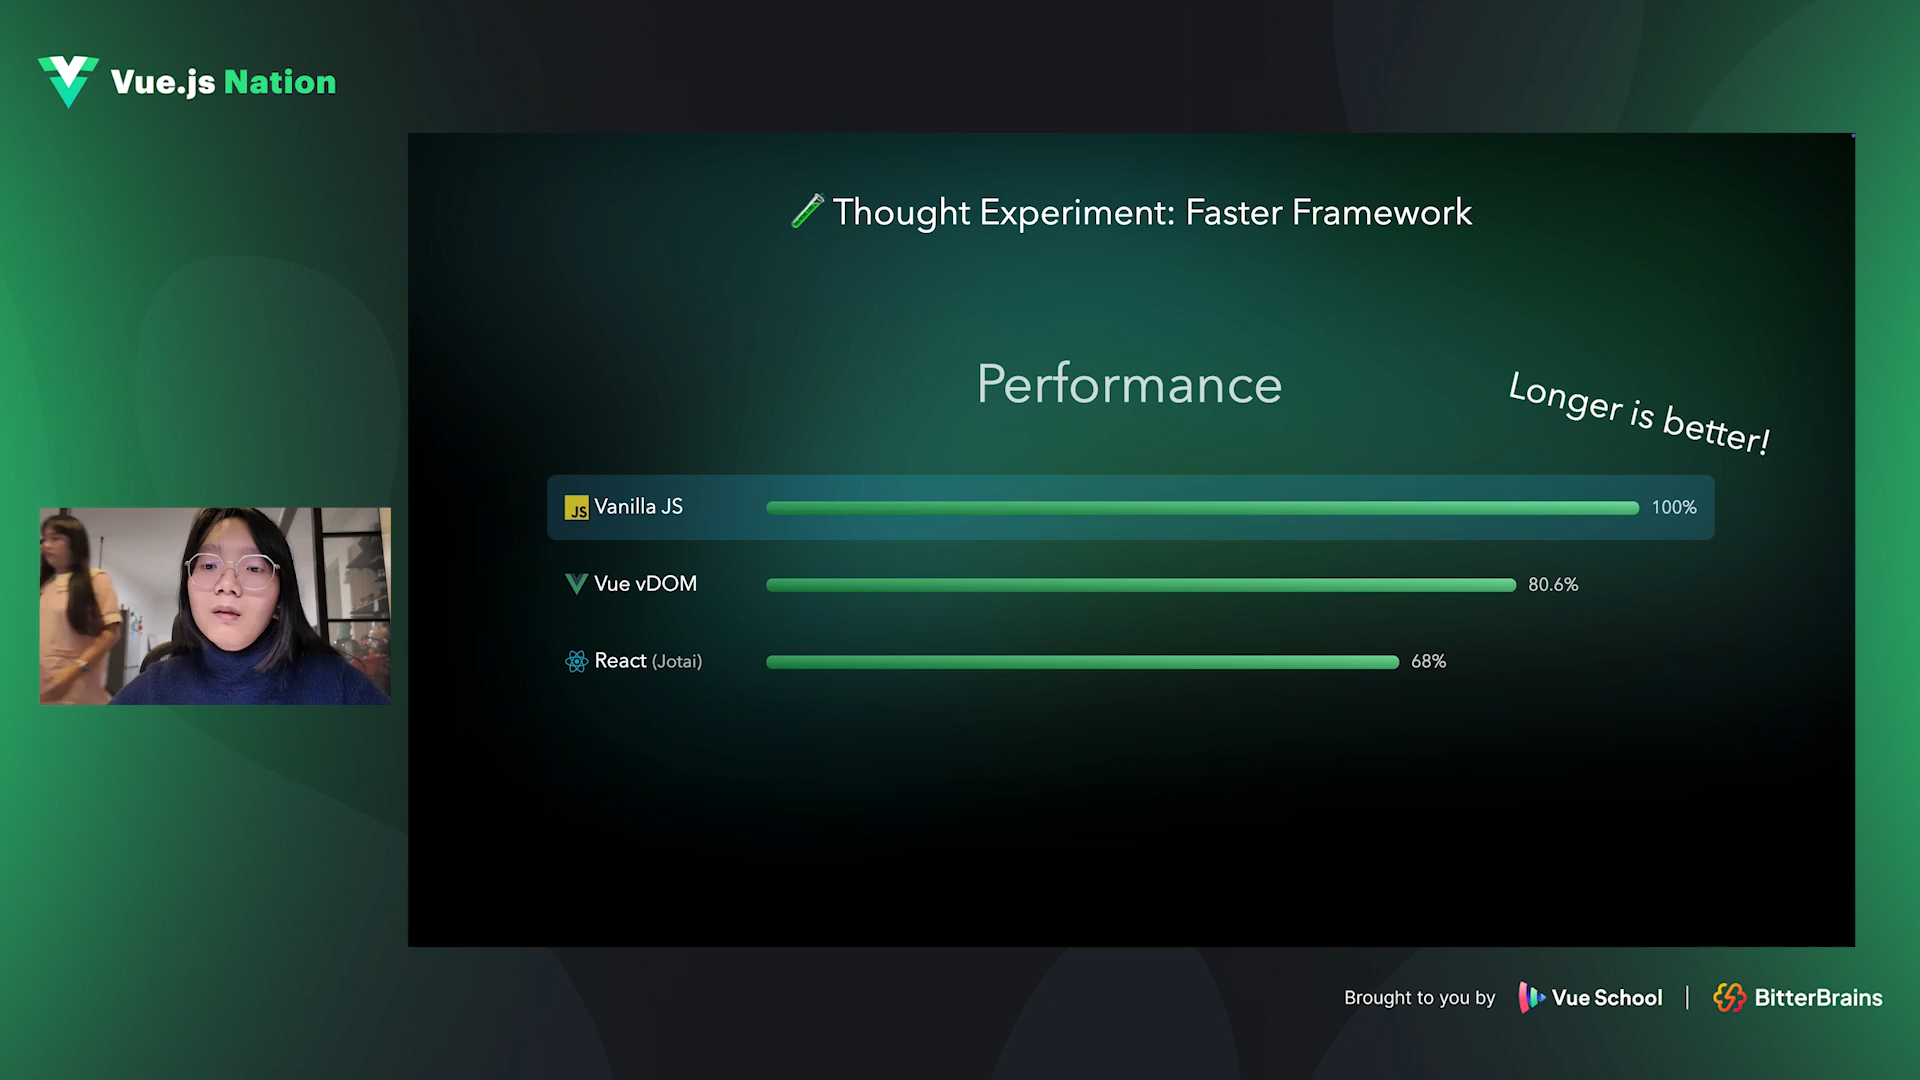 Vue.js Nation
🧪 Thought Experiment: Faster Framework
Performance
Longer is better!
JS Vanilla JS 100%
Vue vDOM 80.6%
React (Jotai) 68%
Brought to you by Vue School | BitterBrains